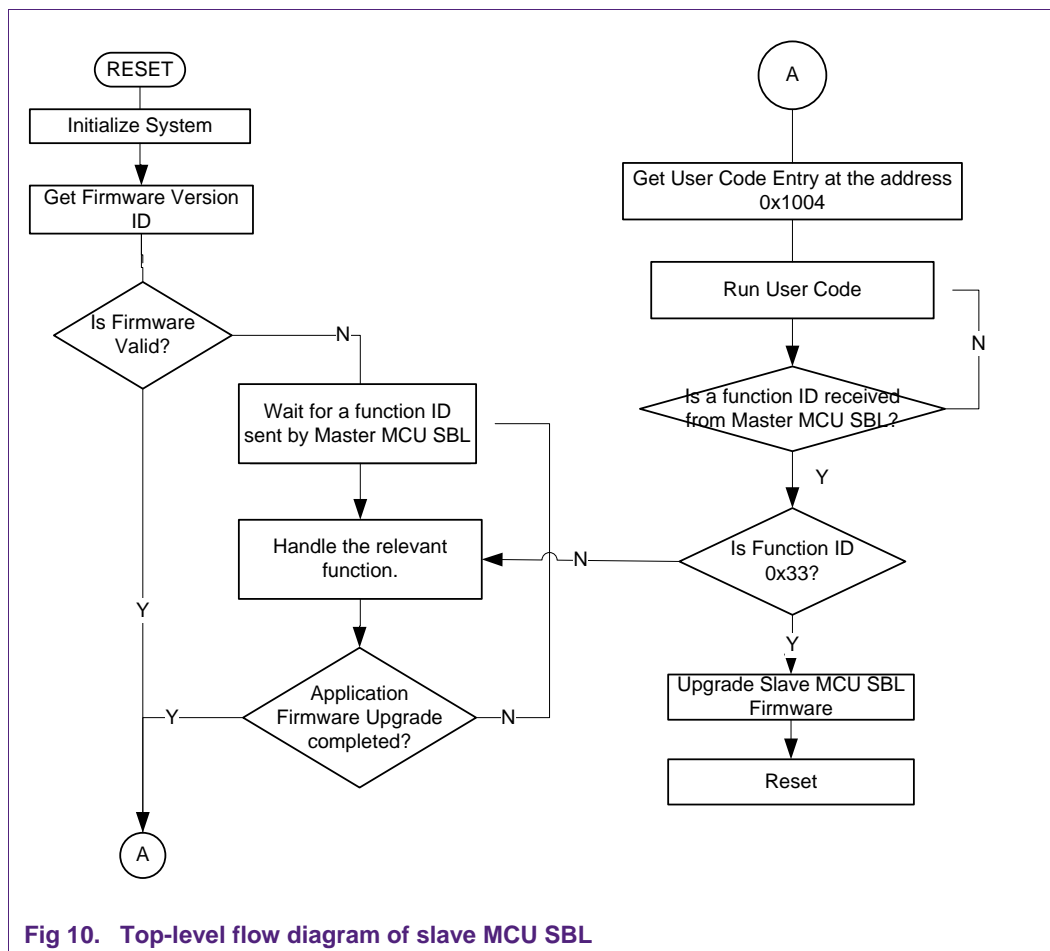 RESET
Initialize System
Get Firmware Version
ID
Is Firmware
Valid?
N
Wait for a function ID
sent by Master MCU SBL
Handle the relevant
function.
Y
Application
Firmware Upgrade
completed?
Y
N
A
A
Get User Code Entry at the address
0x1004
Run User Code
N
Is a function ID received
from Master MCU SBL?
Y
Is Function ID
0x33?
N
Y
Upgrade Slave MCU SBL
Firmware
Reset
Fig 10. Top-level flow diagram of slave MCU SBL